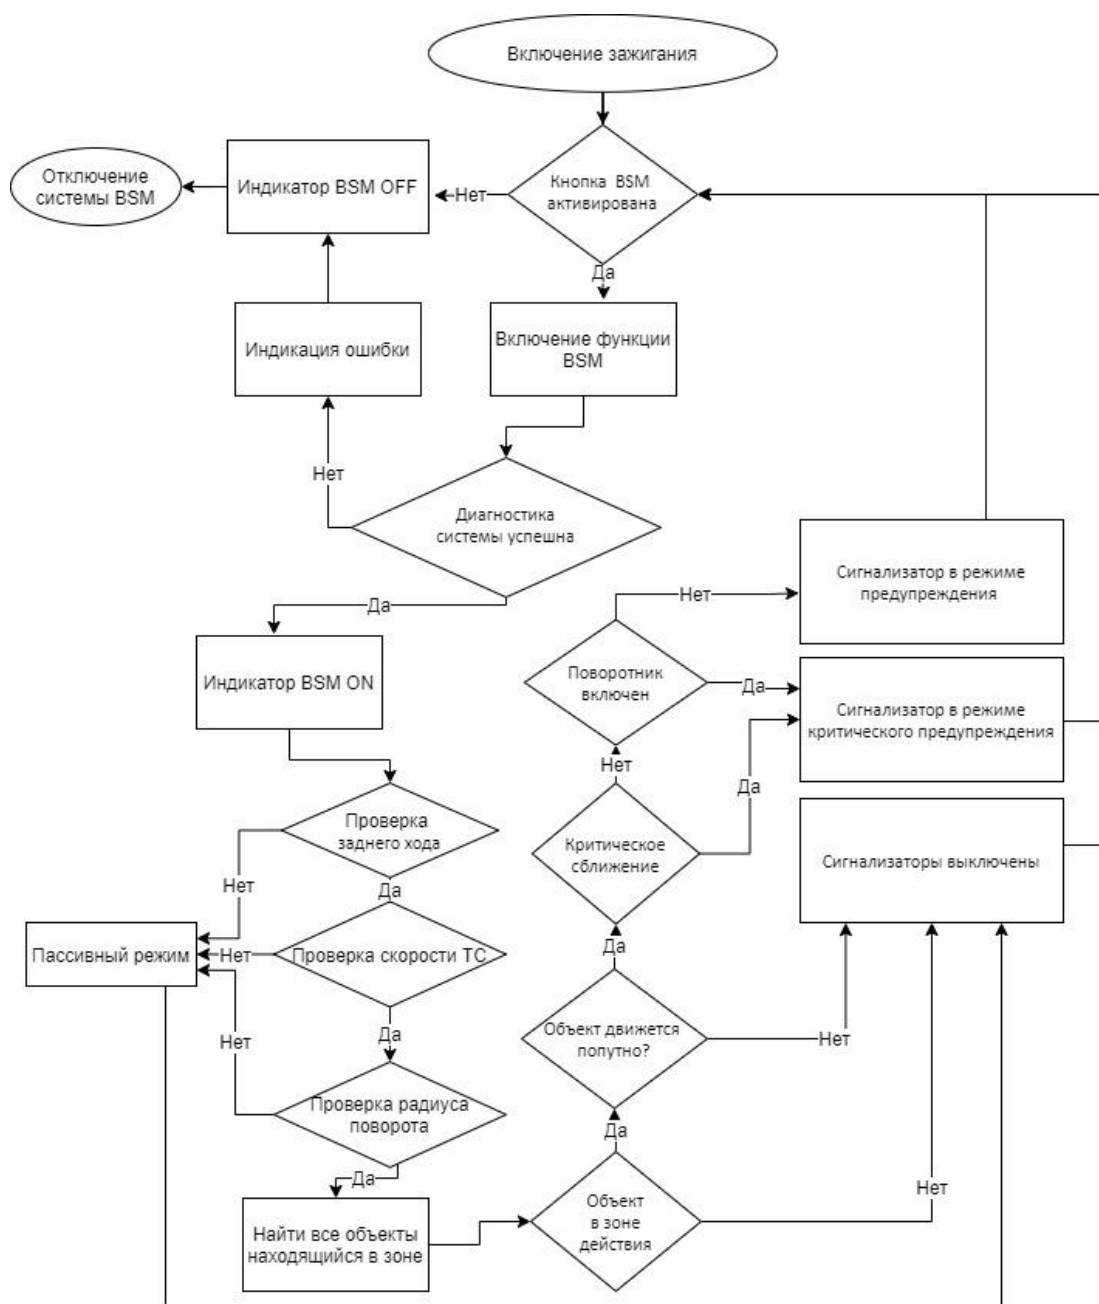 Включение зажигания
Кнопка BSM
активирована
Нет
Индикатор BSM OFF
Отключение
системы BSM
Да
Включение функции
BSM
Индикация ошибки
Нет
Диагностика
системы успешна
Да
Индикатор BSM ON
Проверка
заднего хода
Нет
Да
Проверка скорости ТС
Нет
Пассивный режим
Да
Нет
Проверка радиуса
поворота
Да
Найти все объекты
находящийся в зоне
Объект
в зоне
действия
Нет
Да
Объект движется
попутно?
Нет
Да
Критическое
сближение
Да
Нет
Поворотник
включен
Да
Нет
Сигнализатор в режиме
предупреждения
Сигнализатор в режиме
критического предупреждения
Сигнализаторы выключены